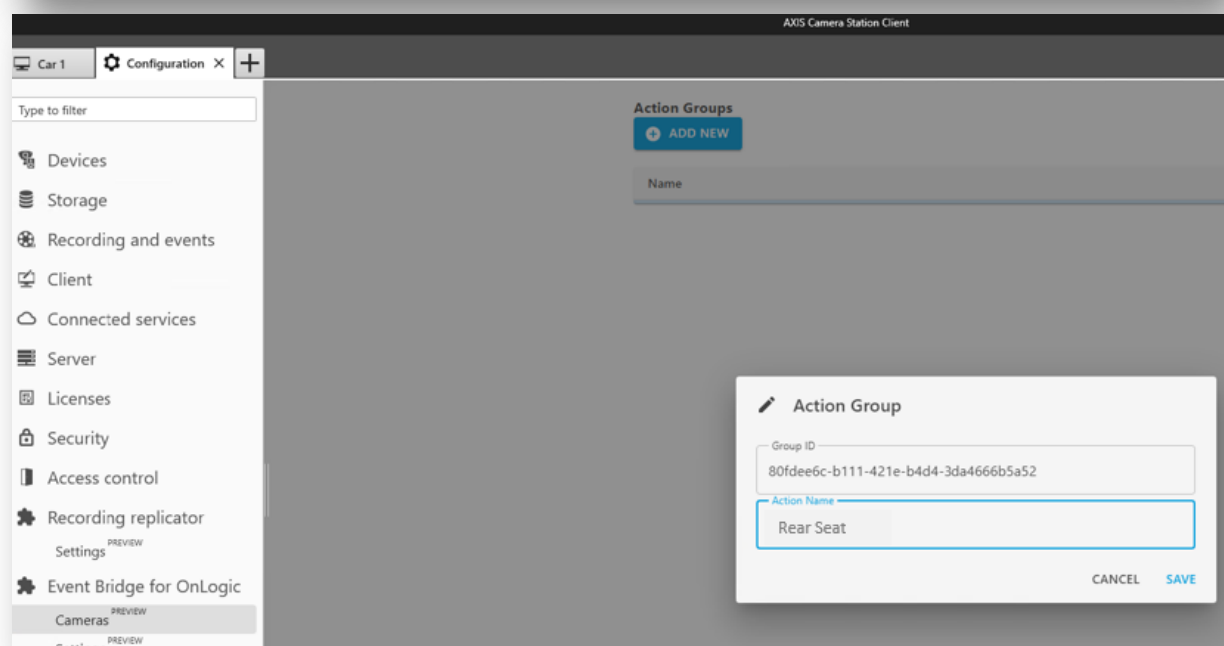 AXIS Camera Station Client
Car 1
Configuration
Type to filter
Devices
Storage
Recording and events
Client
Connected services
Server
Licenses
Security
Access control
Recording replicator
Settings PREVIEW
Event Bridge for OnLogic
Cameras PREVIEW
PREVIEW
Action Groups
ADD NEW
Name
Action Group
Group ID
80fdee6c-b111-421e-b4d4-3da4666b5a52
Action Name
Rear Seat
CANCEL SAVE